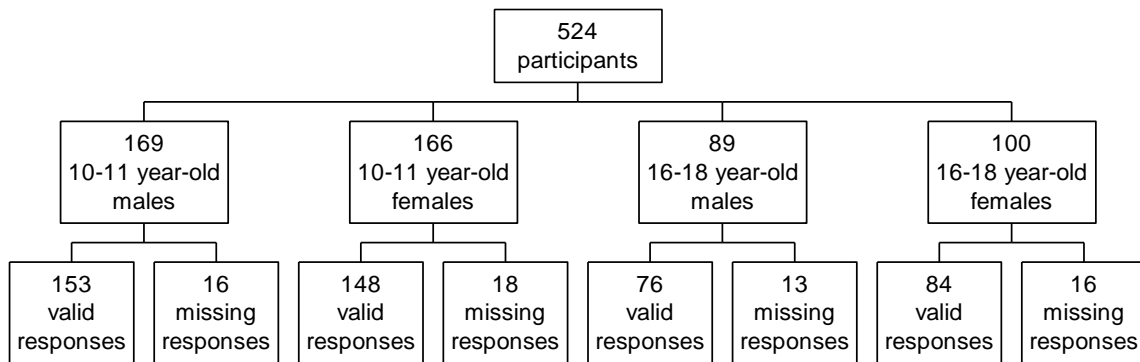 524
participants
169
10-11 year-old
males
166
10-11 year-old
females
89
16-18 year-old
males
100
16-18 year-old
females
153
valid
responses
16
missing
responses
148
valid
responses
18
missing
responses
76
valid
responses
13
missing
responses
84
valid
responses
16
missing
responses